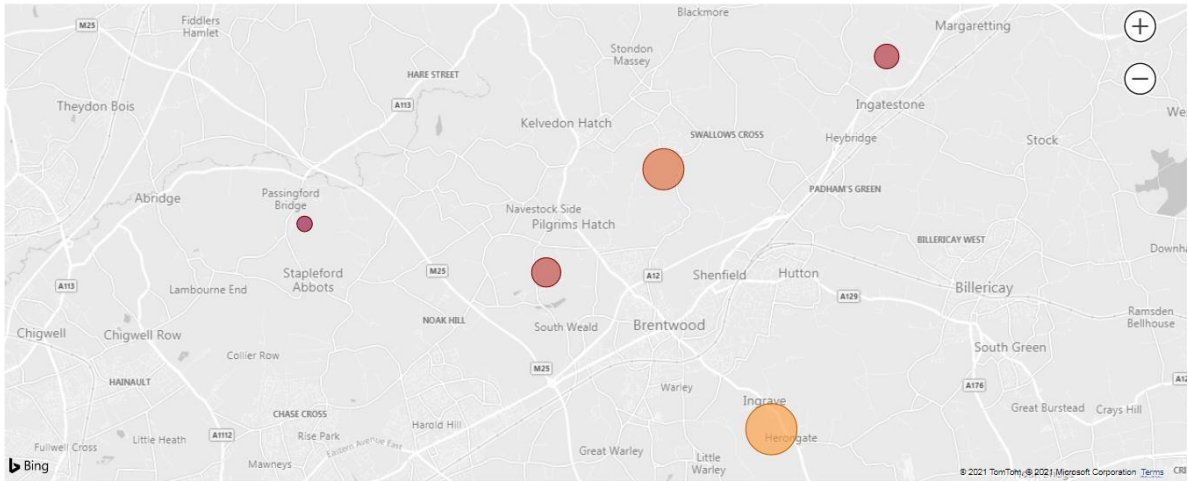 Blackmore
Fiddlers
Hamlet
M25
Margaretting
Stondon
Massey
HARE STREET
A113
Theydon Bois
Ingatestone
Kelvedon Hatch
SWALLOWS CROSS
Heybridge
Stock
Abridge
Passingford
Bridge
PADHAM'S GREEN
Navestock Side
Pilgrims Hatch
BILLERICAY WEST
Stapleford
Abbots
M25
A12
Shenfield
Hutton
A113
Lambourne End
A129
Billericay
Ramsden
Bellhouse
Chigwell
Chigwell Row
NOAK HILL
South Weald
Brentwood
South Green
Collier Row
M25
HAINAULT
Warley
A176
Ingrave
CHASE CROSS
Great Burstead
Crays Hill
Harold Hill
A1112
Rise Park
Little Heath
Fullwell Cross
Eastern Avenue East
Herongate
Great Warley
Little
Warley
Mawneys
Bing
© 2021 TomTom, © 2021 Microsoft Corporation Terms